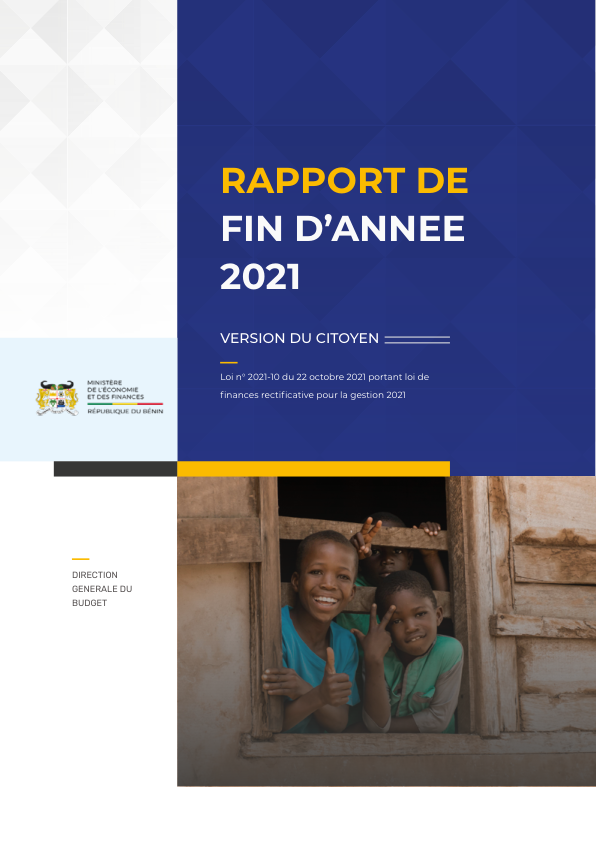 RAPPORT DE
FIN D’ANNEE
2021
VERSION DU CITOYEN
Loi n° 2021-10 du 22 octobre 2021 portant loi de
finances rectificative pour la gestion 2021
MINISTÈRE
DE L'ÉCONOMIE
ET DES FINANCES
RÉPUBLIQUE DU BÉNIN
DIRECTION
GENERALE DU
BUDGET